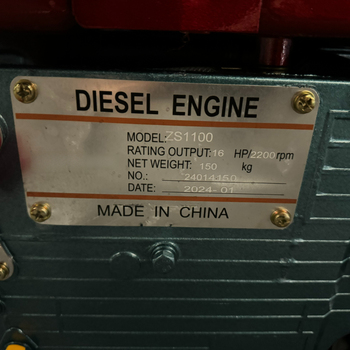 DIESEL ENGINE
MODEL:ZS1100
RATING OUTPUT:16 HP/2200rpm
NET WEIGHT: 150 kg
NO.: 24014150
DATE: 2024-01
MADE IN CHINA